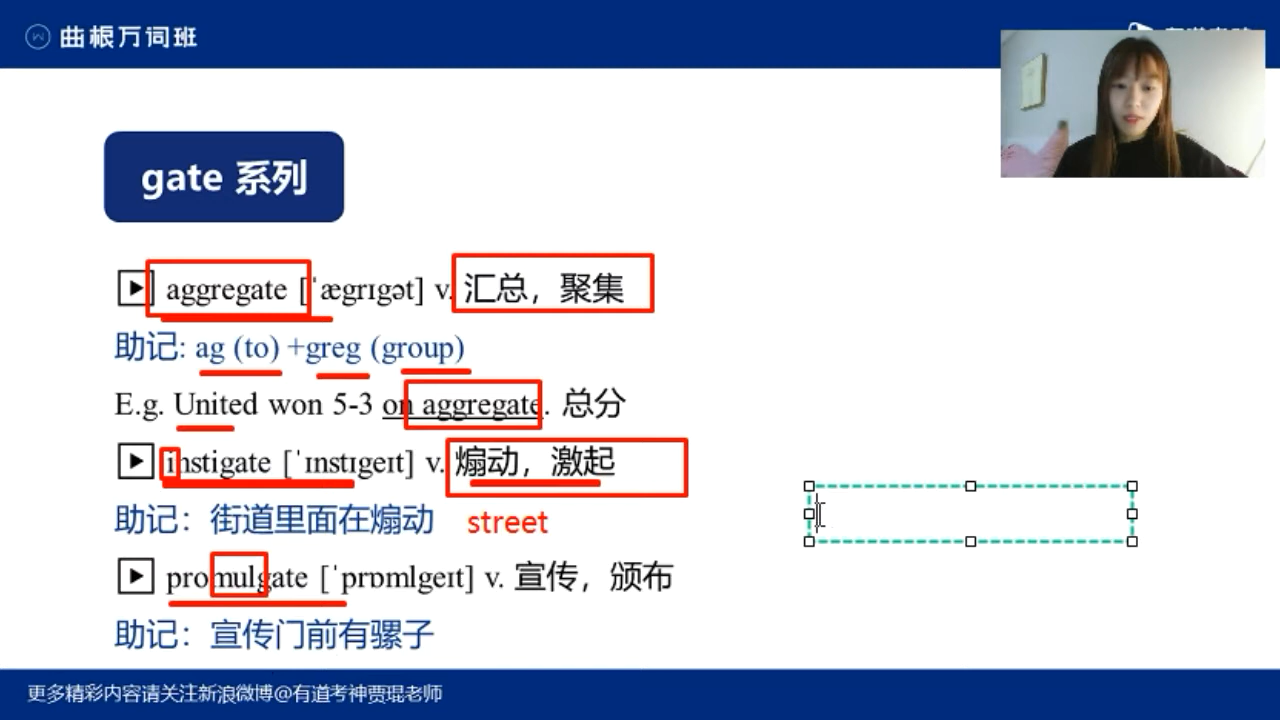 曲根万词班
gate 系列
aggregate [ˈægrɪgət] v. 汇总，聚集
助记: ag (to) +greg (group)
E.g. United won 5-3 on aggregate. 总分
instigate [ˈɪnstɪgeɪt] v. 煽动，激起
助记：街道里面在煽动 street
promulgate [ˈprɒmlgeɪt] v. 宣传，颁布
助记：宣传门前有骡子
更多精彩内容请关注新浪微博@有道考神贾琨老师